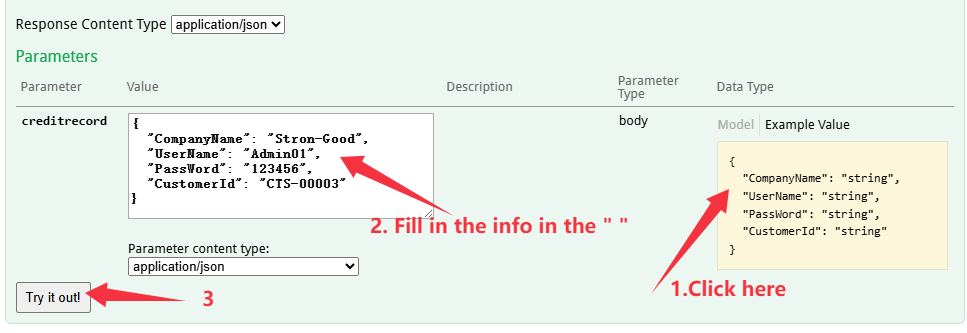 Response Content Type application/json
Parameters
Parameter Value Description Parameter Type Data Type
creditrecord
{
"CompanyName": "Stron-Good",
"UserName": "Admin01",
"PassWord": "123456",
"CustomerId": "CTS-00003"
}
body
Model Example Value
{
"CompanyName": "string",
"UserName": "string",
"PassWord": "string",
"CustomerId": "string"
}
2. Fill in the info in the " "
1.Click here
Parameter content type:
application/json
Try it out!
3